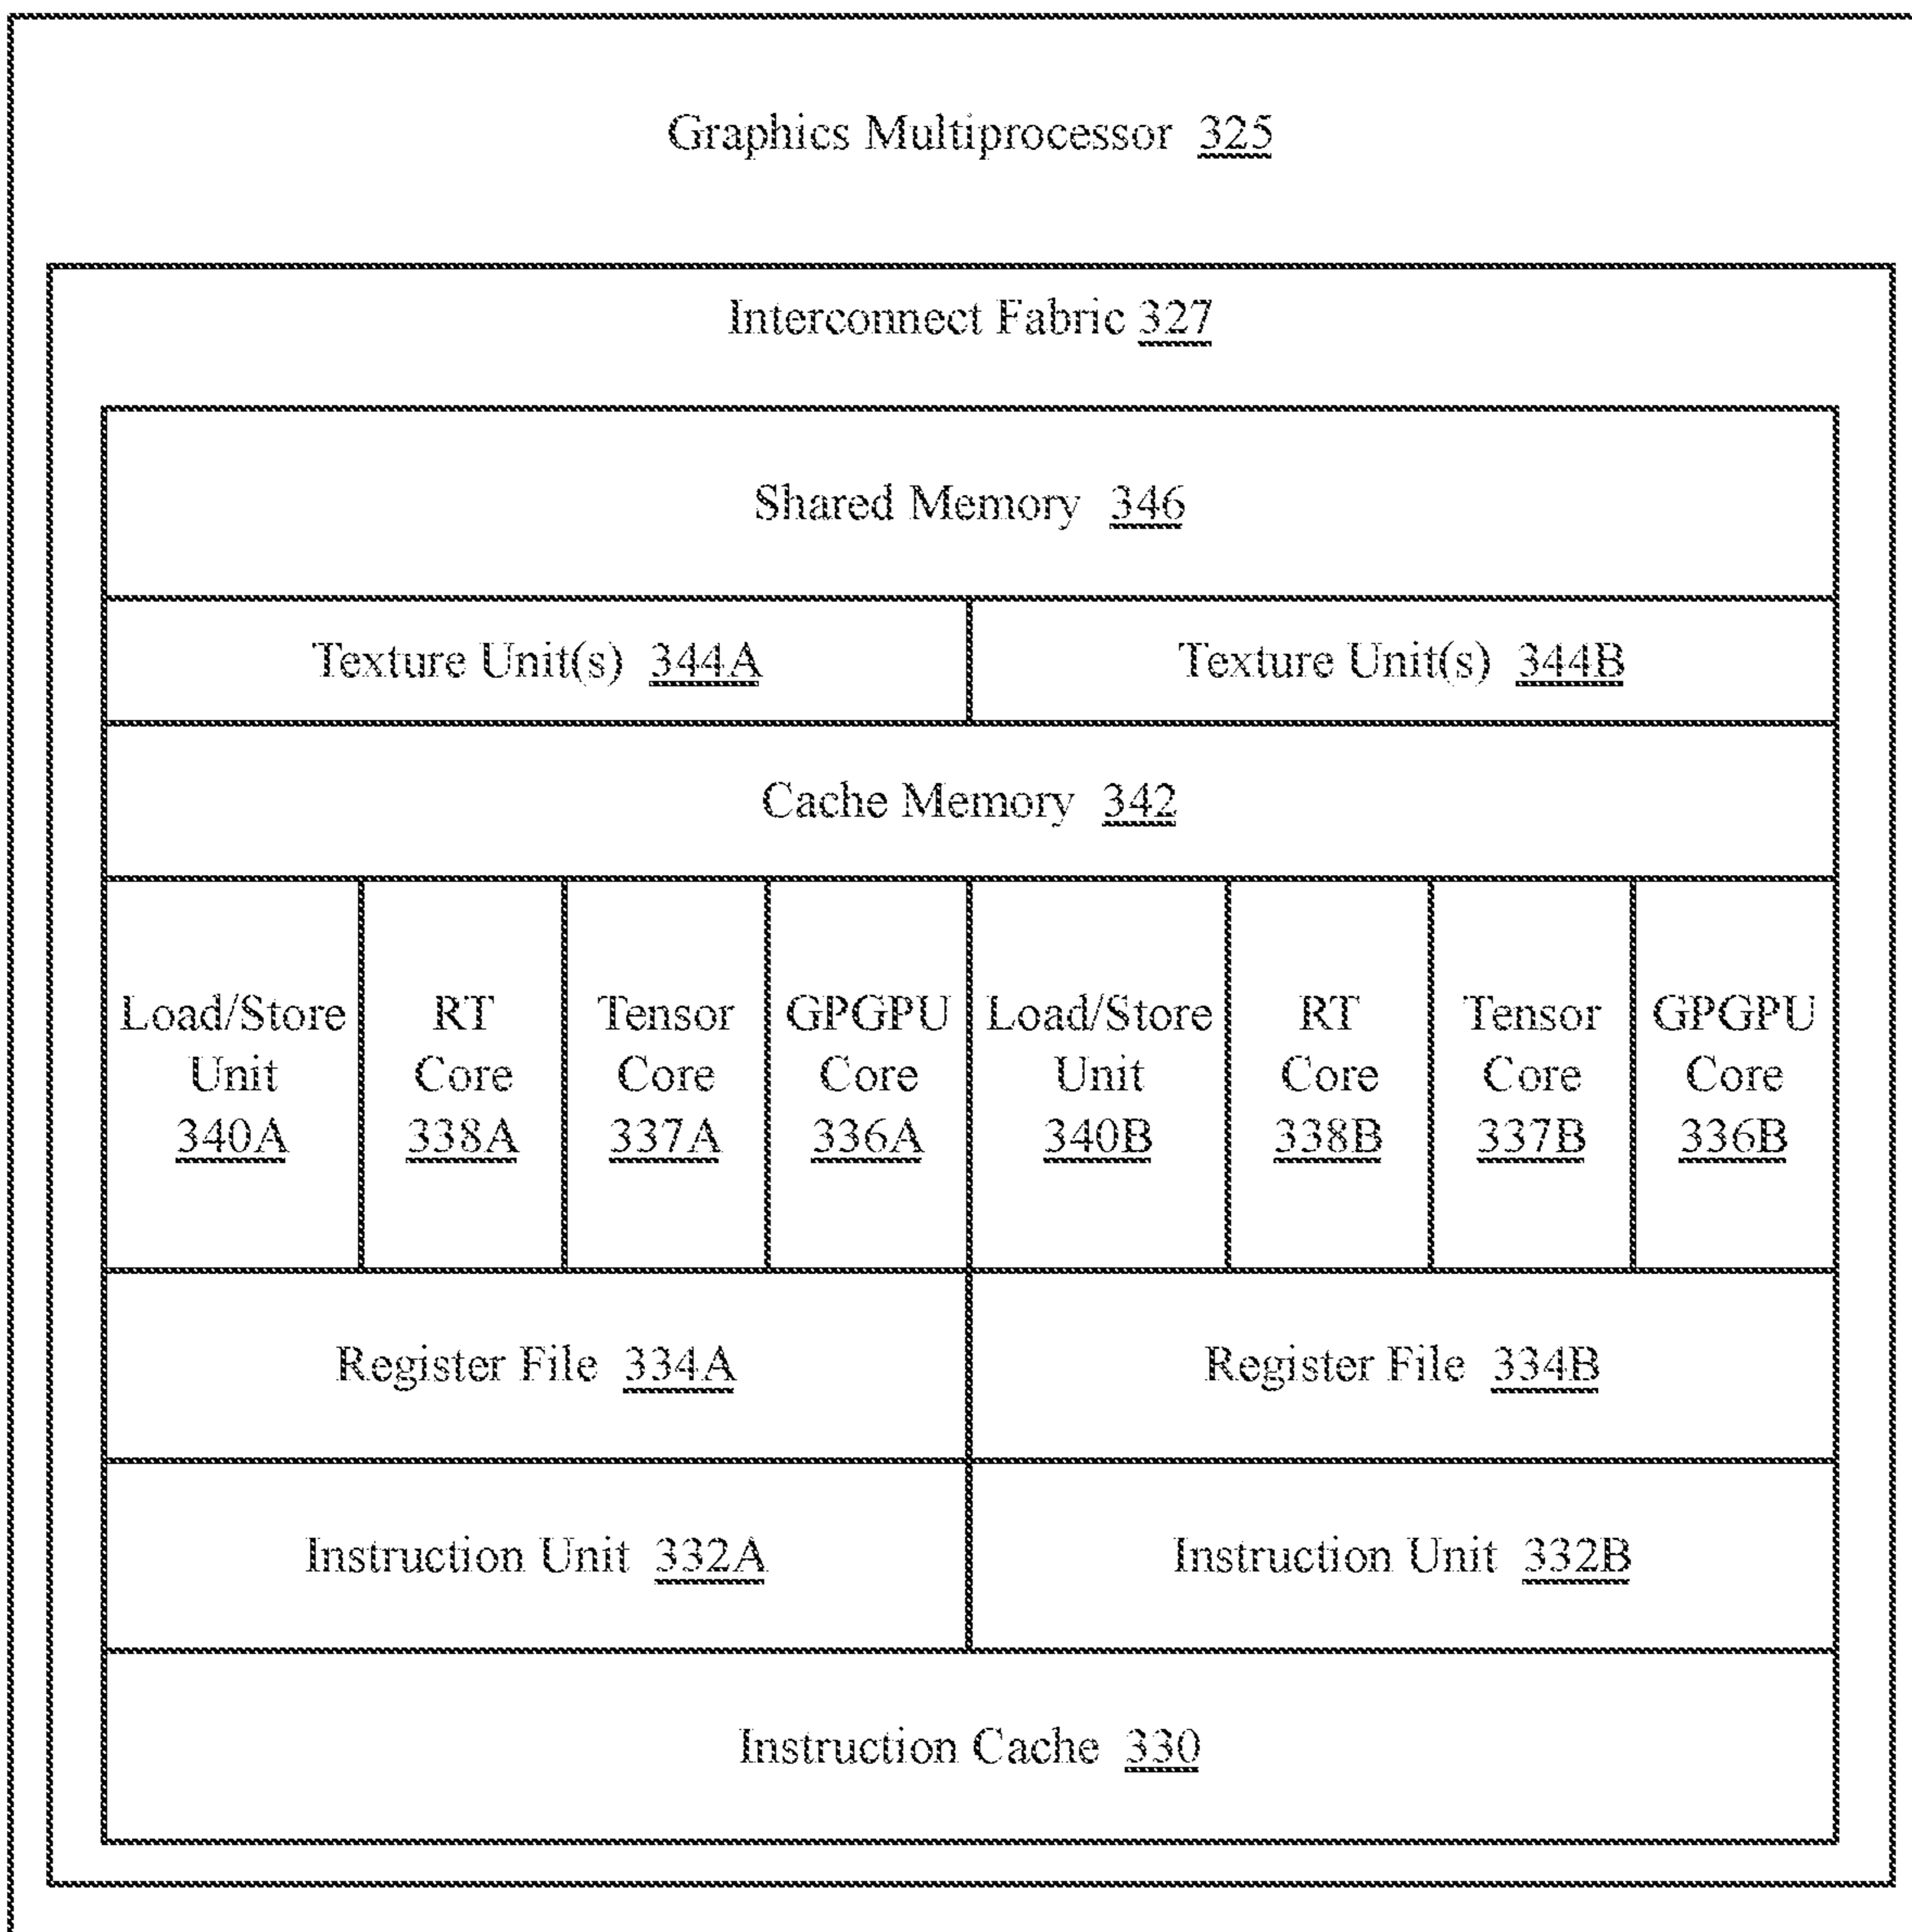 Graphics Multiprocessor 325
Interconnect Fabric 327
Shared Memory 346
Texture Unit(s) 344A
Texture Unit(s) 344B
Cache Memory 342
Load/Store
Unit
340A
RT
Core
338A
Tensor
Core
337A
GPGPU
Core
336A
Load/Store
Unit
340B
RT
Core
338B
Tensor
Core
337B
GPGPU
Core
336B
Register File 334A
Register File 334B
Instruction Unit 332A
Instruction Unit 332B
Instruction Cache 330